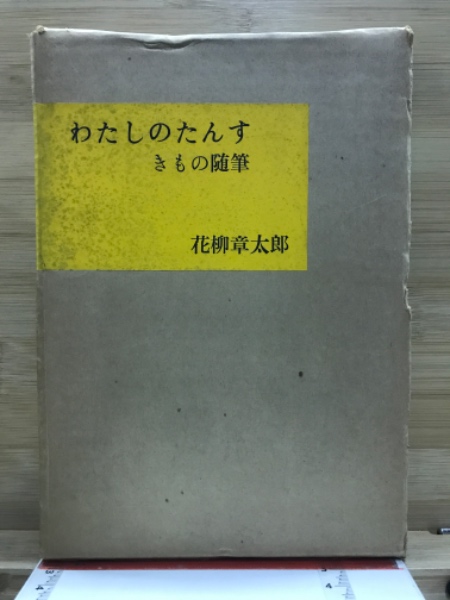 わたしのたんす
きもの随筆
花柳章太郎